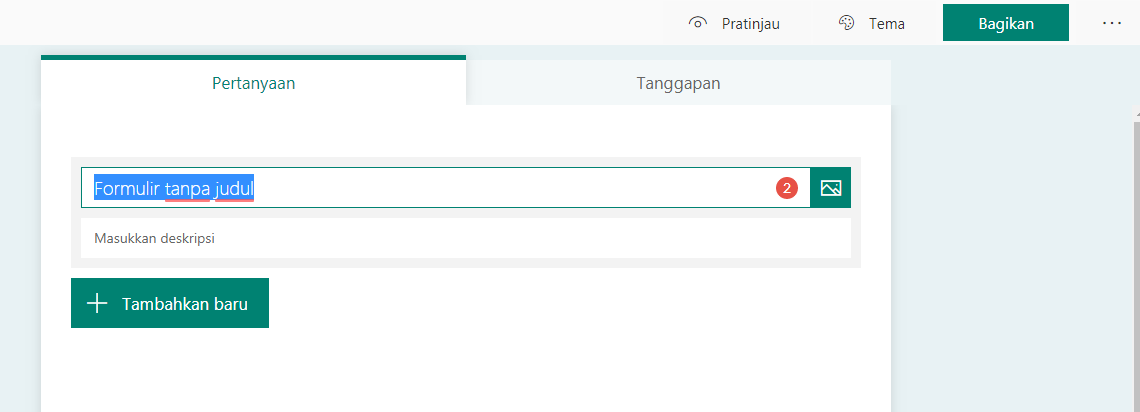 Pratinjau
Tema
Bagikan
Pertanyaan
Tanggapan
Formulir tanpa judul
2
Masukkan deskripsi
Tambahkan baru